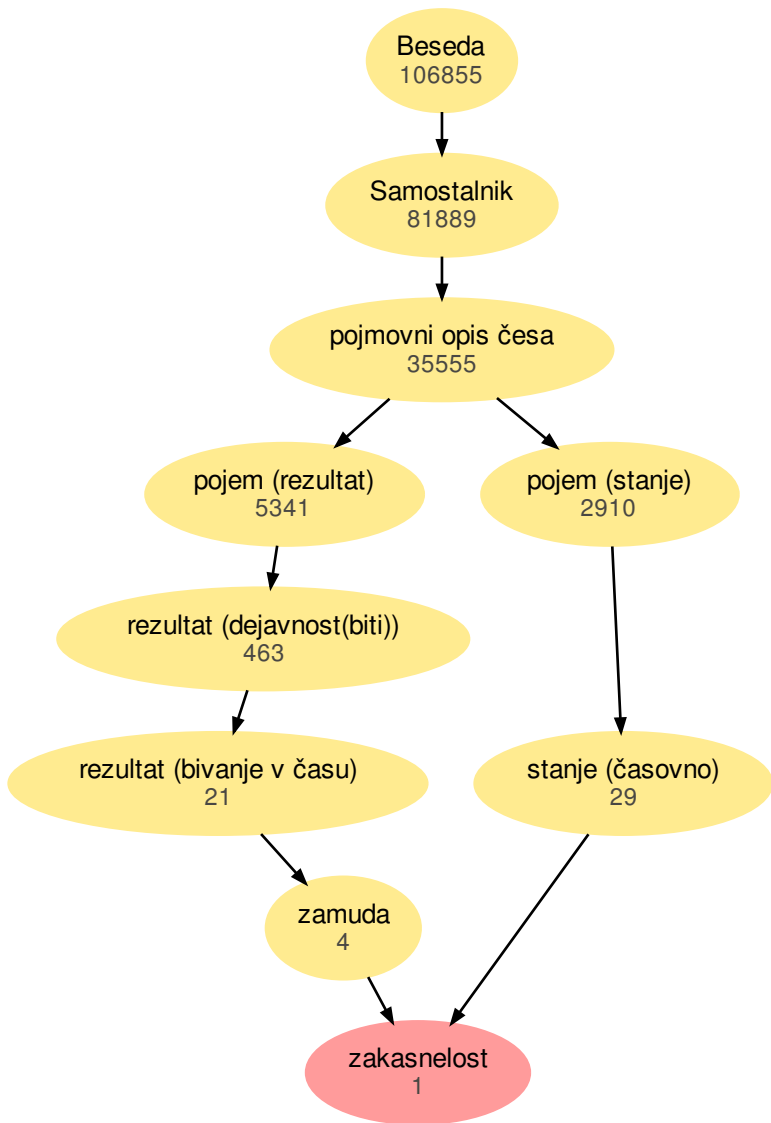 Beseda
106855
Samostalnik
81889
pojmovni opis česa
35555
pojem (rezultat)
5341
pojem (stanje)
2910
rezultat (dejavnost(biti))
463
rezultat (bivanje v času)
21
stanje (časovno)
29
zamuda
4
zakasnelost
1